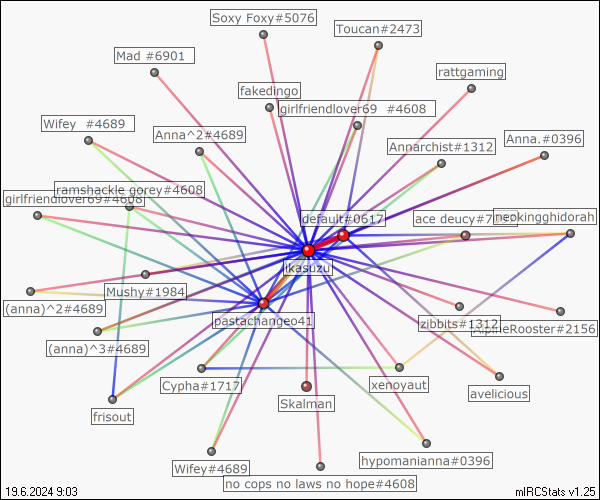 Soxy Foxy#5076
Toucan#2473
Mad #6901
rattgaming
fakedingo
girlfriendlover69 #4608
Wifey #4689
Anna^2#4689
Annarchist#1312
Anna.#0396
ramshackle gorey#4608
girlfriendlover69#4608
default#0617
ace deucy#7
neokingghidorah
ikasuzu
Mushy#1984
(anna)^2#4689
pastachangeo41
zibbits#1312
AlpineRooster#2156
(anna)^3#4689
Cypha#1717
xenoyaut
avelicious
Skalman
frisout
hypomanianna#0396
Wifey#4689
no cops no laws no hope#4608
19.6.2024 9:03
mIRCStats v1.25